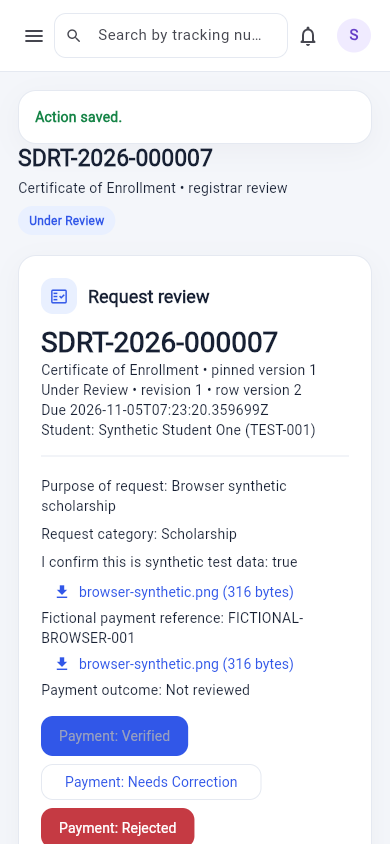 Search by tracking nu…
S
Action saved.
SDRT-2026-000007
Certificate of Enrollment • registrar review
Under Review
Request review
SDRT-2026-000007
Certificate of Enrollment • pinned version 1
Under Review • revision 1 • row version 2
Due 2026-11-05T07:23:20.359699Z
Student: Synthetic Student One (TEST-001)
Purpose of request: Browser synthetic
scholarship
Request category: Scholarship
I confirm this is synthetic test data: true
browser-synthetic.png (316 bytes)
Fictional payment reference: FICTIONAL-
BROWSER-001
browser-synthetic.png (316 bytes)
Payment outcome: Not reviewed
Payment: Verified
Payment: Needs Correction
Payment: Rejected